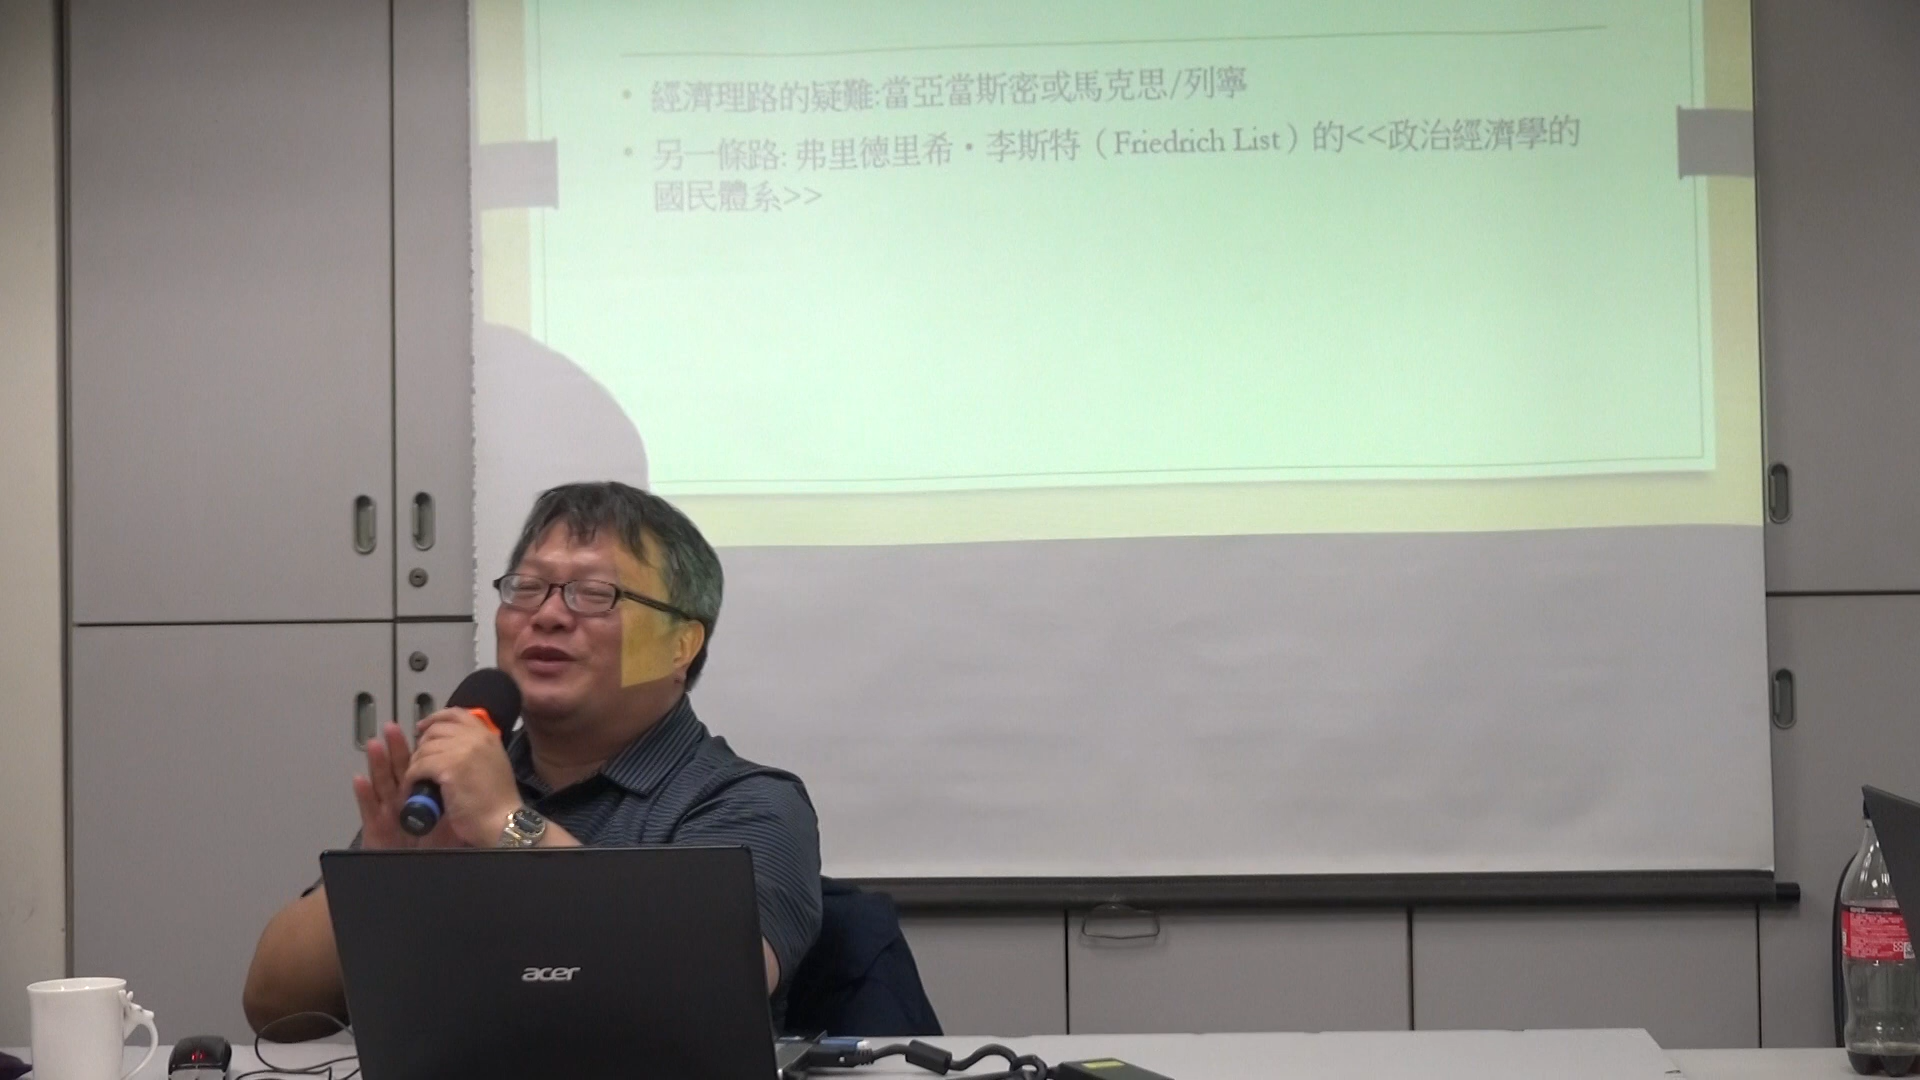 • 經濟理路的疑難:當亞當斯密或馬克思/列寧
• 另一條路: 弗里德里希·李斯特（Friedrich List）的<<政治經濟學的
國民體系>>
acer